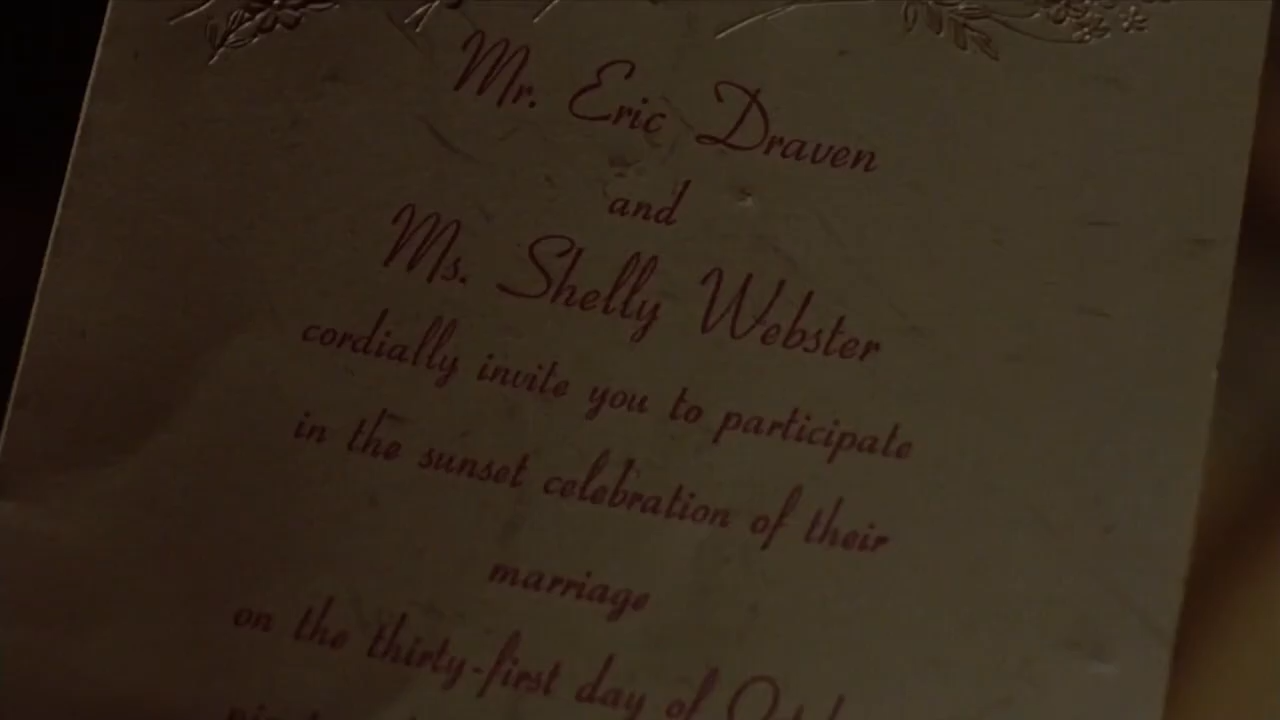 Mr. Eric Draven
and
Ms. Shelly Webster
cordially invite you to participate
in the sunset celebration of their
marriage
on the thirty-first day of